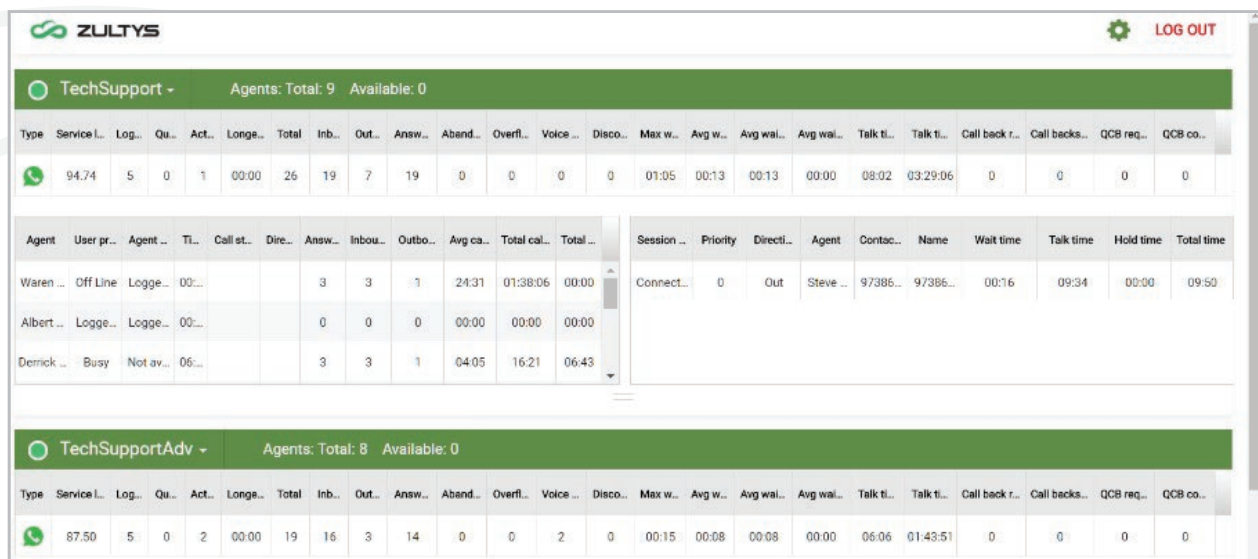 ZULTYS LOG OUT
TechSupport Agents: Total: 9 Available: 0
Type Service l... Log... Qu... Act... Longe... Total Inb... Out... Answ... Aband... Overfl... Voice ... Disco... Max w... Avg w... Avg wai... Avg wai... Talk ti... Talk ti... Call back r... Call backs... QCB req... QCB co...
94.74 5 0 1 00:00 26 19 7 19 0 0 0 0 01:05 00:13 00:13 00:00 08:02 03:29:06 0 0 0 0
Agent User pr... Agent ... Ti... Call st... Dire... Answ... Inbou... Outbo... Avg ca... Total cal... Total ...
Waren ... Off Line Logge... 00:... 3 3 1 24:31 01:38:06 00:00
Albert ... Logge... Logge... 00:... 0 0 0 00:00 00:00 00:00
Derrick ... Busy Not av... 06:... 3 3 1 04:05 16:21 06:43
Session ... Priority Directi... Agent Contac... Name Wait time Talk time Hold time Total time
Connect... 0 Out Steve ... 97386... 97386... 00:16 09:34 00:00 09:50
TechSupportAdv Agents: Total: 8 Available: 0
Type Service l... Log... Qu... Act... Longe... Total Inb... Out... Answ... Aband... Overfl... Voice ... Disco... Max w... Avg w... Avg wai... Avg wai... Talk ti... Talk ti... Call back r... Call backs... QCB req... QCB co...
87.50 5 0 2 00:00 19 16 3 14 0 0 2 0 00:15 00:08 00:08 00:00 06:06 01:43:51 0 0 0 0